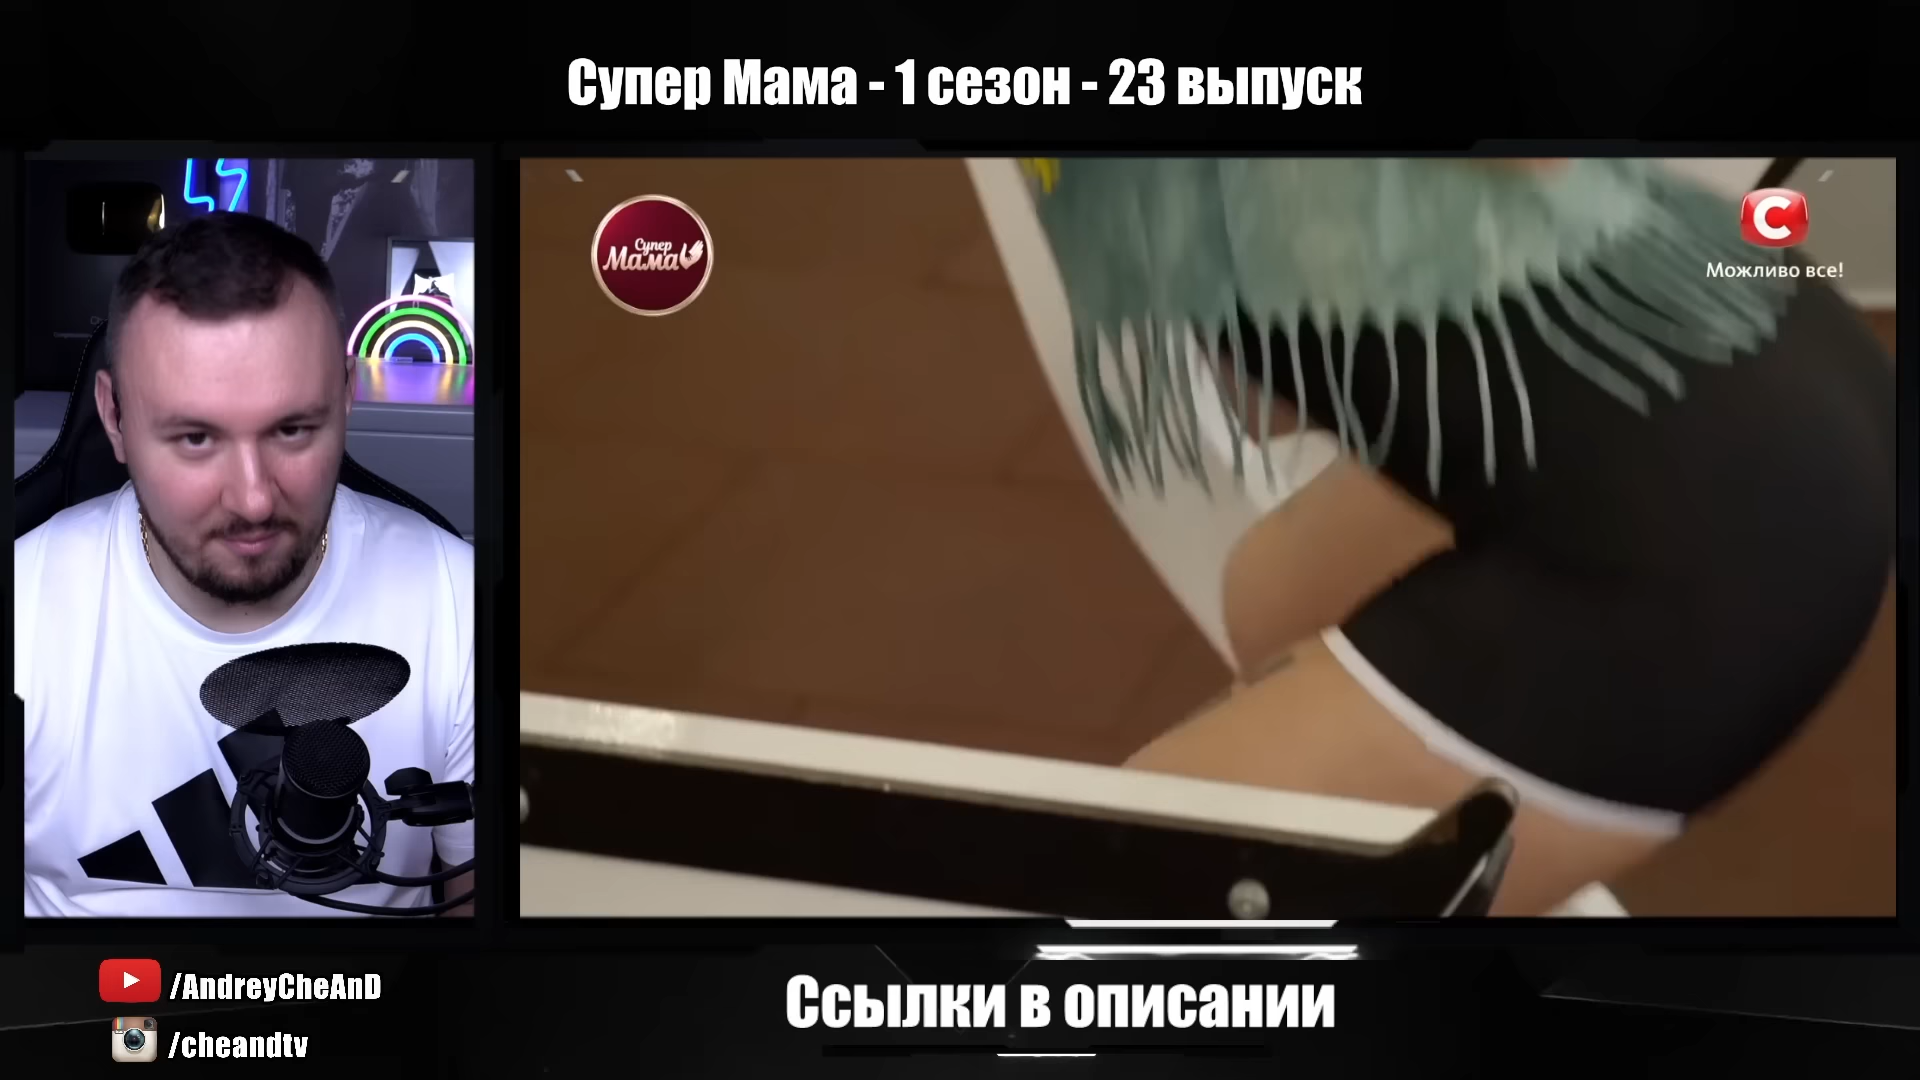 Супер Мама - 1 сезон - 23 выпуск
Супер
Мама
C
Можливо все!
/AndreyCheAnD
Ссылки в описании
/cheandtv